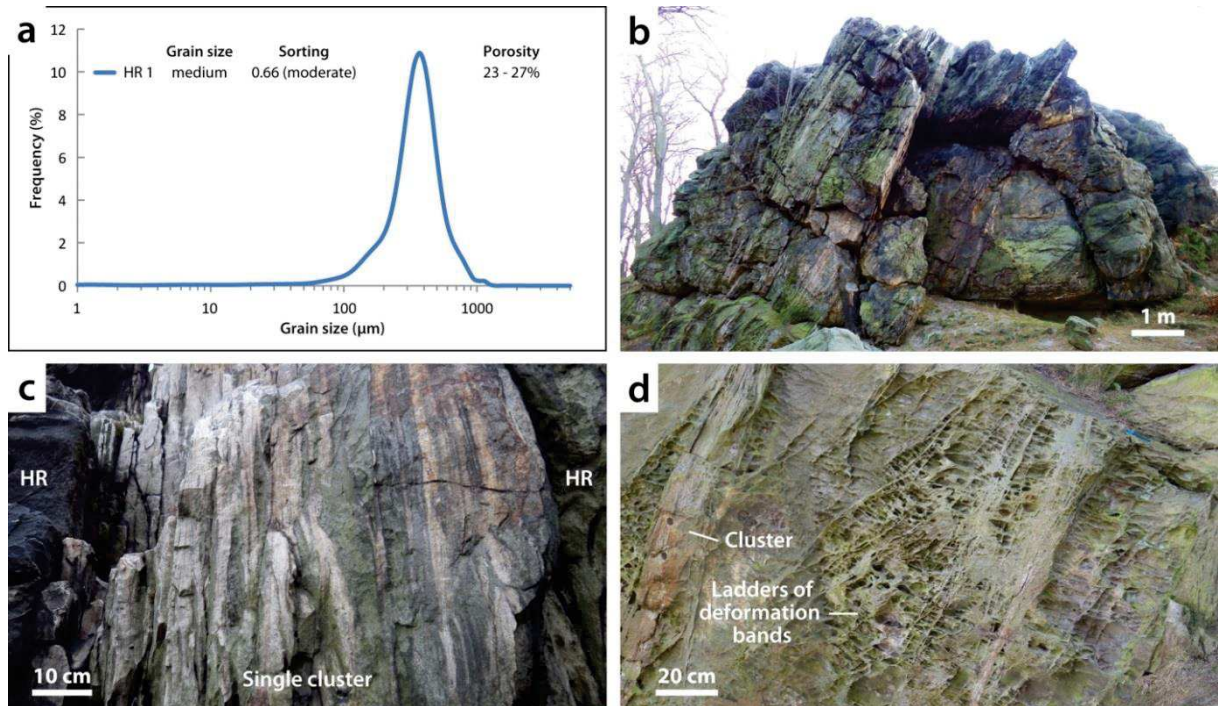 a
12
10
8
6
4
2
0
Frequency (%)
Grain size Sorting Porosity
HR 1 medium 0.66 (moderate) 23 - 27%
1 10 100 1000
Grain size (µm)
b
1 m
c
HR
HR
10 cm
Single cluster
d
Cluster
Ladders of
deformation
bands
20 cm